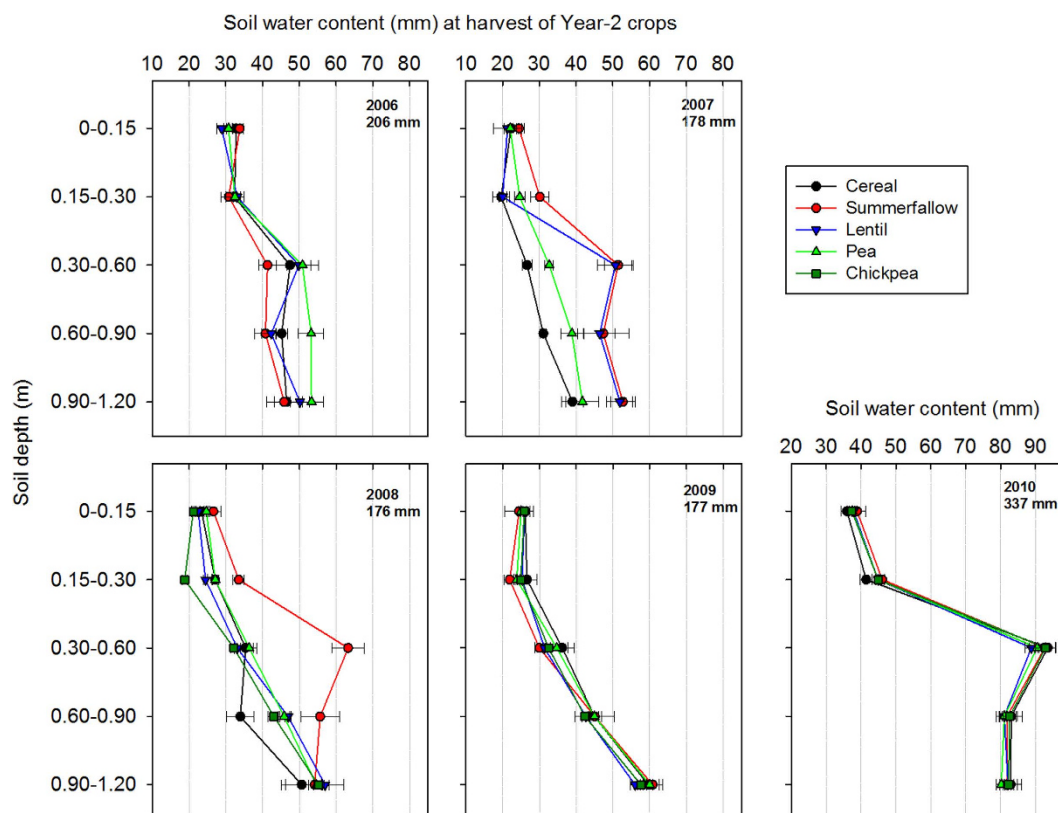 Soil water content (mm) at harvest of Year-2 crops
10 20 30 40 50 60 70 80 10 20 30 40 50 60 70 80
2006
206 mm
2007
178 mm
0-0.15
0.15-0.30
0.30-0.60
0.60-0.90
0.90-1.20
Cereal
Summerfallow
Lentil
Pea
Chickpea
Soil depth (m)
Soil water content (mm)
20 30 40 50 60 70 80 90
2008
176 mm
2009
177 mm
2010
337 mm
0-0.15
0.15-0.30
0.30-0.60
0.60-0.90
0.90-1.20